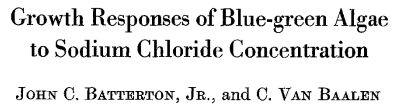 Growth Responses of Blue-green Algae
to Sodium Chloride Concentration
JOHN C. BATTERTON, JR., and C. VAN BAALEN